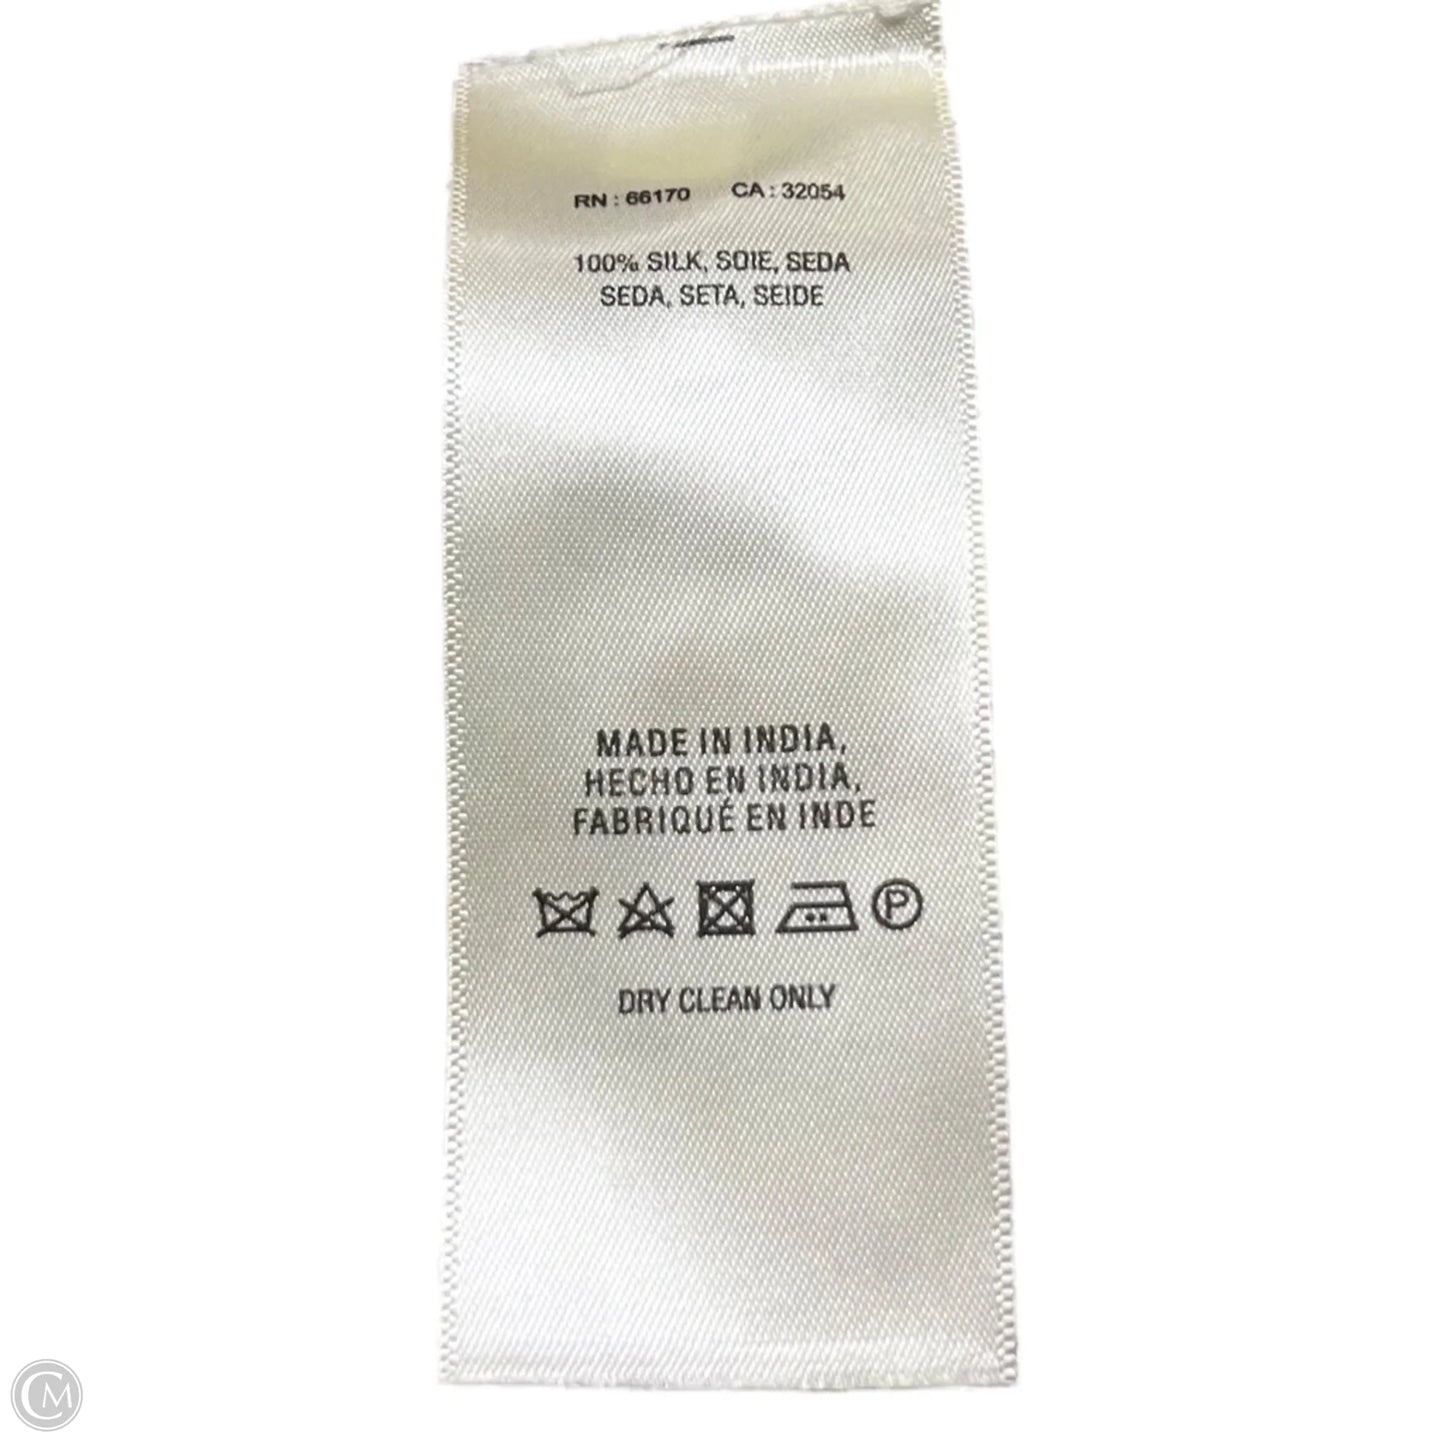 RN : 66170 CA : 32054
100% SILK, SOIE, SEDA
SEDA, SETA, SEIDE
MADE IN INDIA,
HECHO EN INDIA,
FABRIQUÉ EN INDE
P
DRY CLEAN ONLY
CM